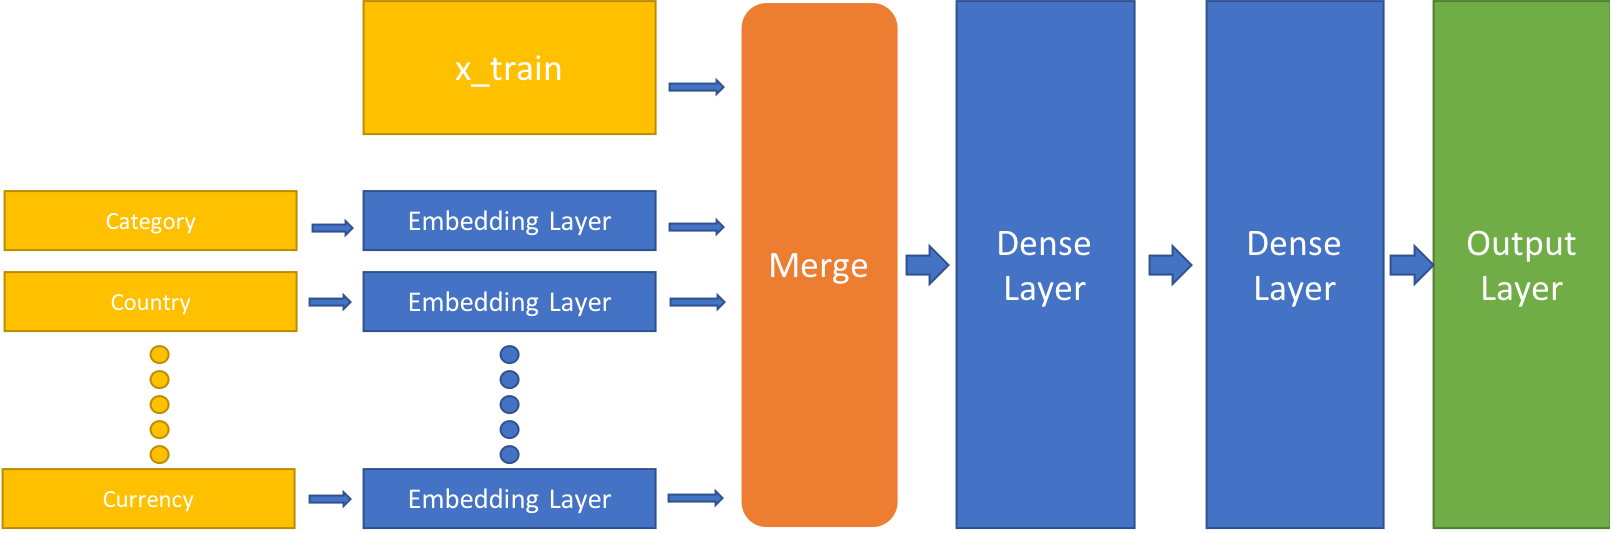 x_train
Category
Embedding Layer
Country
Embedding Layer
Currency
Embedding Layer
Merge
Dense
Layer
Dense
Layer
Output
Layer